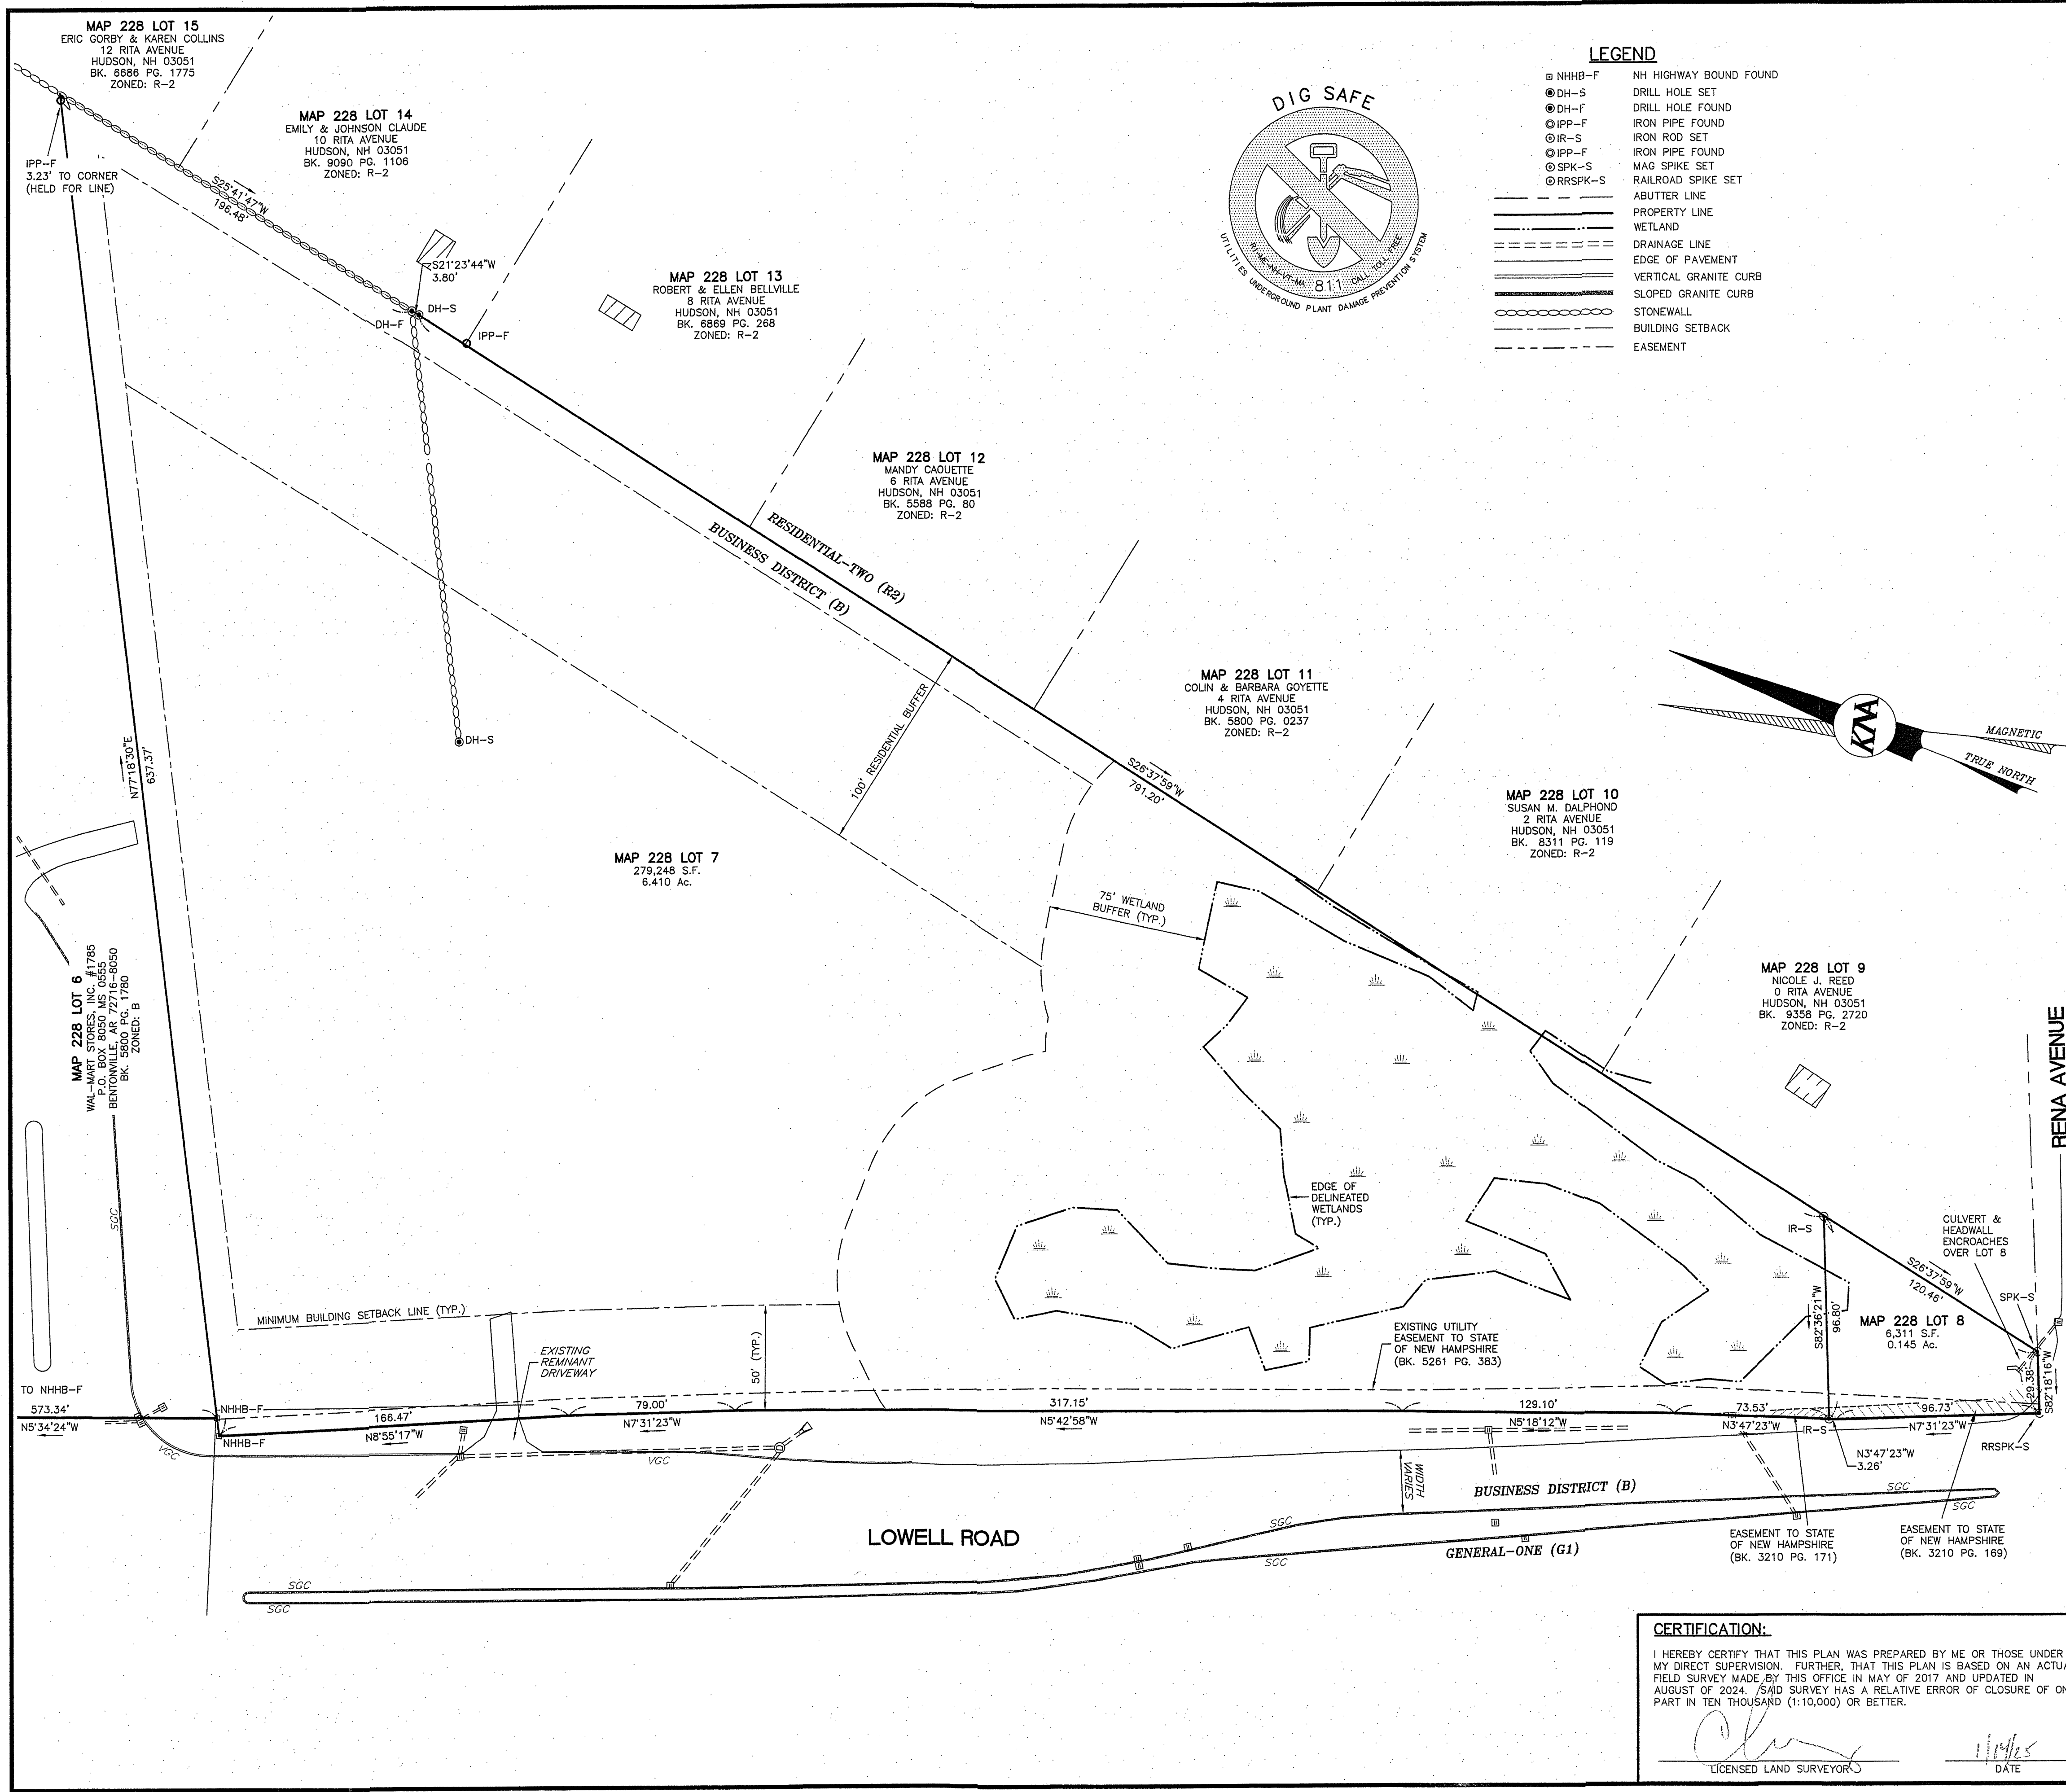 MAP 228 LOT 15
ERIC GORBY & KAREN COLLINS
12 RITA AVENUE
HUDSON, NH 03051
BK. 6686 PG. 1775
ZONED: R-2
IPP-F
3.23' TO CORNER
(HELD FOR LINE)
MAP 228 LOT 14
EMILY & JOHNSON CLAUDE
10 RITA AVENUE
HUDSON, NH 03051
BK. 9090 PG. 1106
ZONED: R-2
S25°41'47"W
196.48'
S21°23'44"W
3.80'
DH-S
DH-F
IPP-F
MAP 228 LOT 13
ROBERT & ELLEN BELLVILLE
8 RITA AVENUE
HUDSON, NH 03051
BK. 6869 PG. 268
ZONED: R-2
DIG SAFE
UTILITIES UNDERGROUND PLANT DAMAGE PREVENTION SYSTEM
RI-ME-NH-VT-MA
811
CALL TOLL FREE
LEGEND
NHHB-F NH HIGHWAY BOUND FOUND
DH-S DRILL HOLE SET
DH-F DRILL HOLE FOUND
IPP-F IRON PIPE FOUND
IR-S IRON ROD SET
IPP-F IRON PIPE FOUND
SPK-S MAG SPIKE SET
RRSPK-S RAILROAD SPIKE SET
ABUTTER LINE
PROPERTY LINE
WETLAND
DRAINAGE LINE
EDGE OF PAVEMENT
VERTICAL GRANITE CURB
SLOPED GRANITE CURB
STONEWALL
BUILDING SETBACK
EASEMENT
MAP 228 LOT 12
MANDY CAOUETTE
6 RITA AVENUE
HUDSON, NH 03051
BK. 5588 PG. 80
ZONED: R-2
RESIDENTIAL-TWO (R2)
BUSINESS DISTRICT (B)
100' RESIDENTIAL BUFFER
DH-S
N77°18'30"E
637.37'
MAP 228 LOT 11
COLIN & BARBARA GOYETTE
4 RITA AVENUE
HUDSON, NH 03051
BK. 5800 PG. 0237
ZONED: R-2
KNA
MAGNETIC
TRUE NORTH
S26°37'59"W
791.20'
MAP 228 LOT 10
SUSAN M. DALPHOND
2 RITA AVENUE
HUDSON, NH 03051
BK. 8311 PG. 119
ZONED: R-2
MAP 228 LOT 7
279,248 S.F.
6.410 Ac.
75' WETLAND
BUFFER (TYP.)
MAP 228 LOT 6
WAL-MART STORES, INC. #1785
P.O. BOX 8050 MS 0555
BENTONVILLE, AR 72716-8050
BK. 5800 PG. 1780
ZONED: B
MAP 228 LOT 9
NICOLE J. REED
0 RITA AVENUE
HUDSON, NH 03051
BK. 9358 PG. 2720
ZONED: R-2
RENA AVENUE
EDGE OF
DELINEATED
WETLANDS
(TYP.)
SGC
IR-S
CULVERT &
HEADWALL
ENCROACHES
OVER LOT 8
S26°37'59"W
120.46'
SPK-S
S82°36'21"W
96.80'
MAP 228 LOT 8
6,311 S.F.
0.145 Ac.
29.38'
S82°18'16"W
MINIMUM BUILDING SETBACK LINE (TYP.)
EXISTING
REMNANT
DRIVEWAY
50' (TYP.)
EXISTING UTILITY
EASEMENT TO STATE
OF NEW HAMPSHIRE
(BK. 5261 PG. 383)
TO NHHB-F
573.34'
N5°34'24"W
NHHB-F
NHHB-F
166.47'
N8°55'17"W
79.00'
N7°31'23"W
317.15'
N5°42'58"W
129.10'
N5°18'12"W
73.53'
N3°47'23"W
IR-S
96.73'
N7°31'23"W
N3°47'23"W
3.26'
RRSPK-S
VGC
VGC
WIDTH
VARIES
BUSINESS DISTRICT (B)
GENERAL-ONE (G1)
LOWELL ROAD
SGC
SGC
SGC
SGC
SGC
SGC
EASEMENT TO STATE
OF NEW HAMPSHIRE
(BK. 3210 PG. 171)
EASEMENT TO STATE
OF NEW HAMPSHIRE
(BK. 3210 PG. 169)
CERTIFICATION:
I HEREBY CERTIFY THAT THIS PLAN WAS PREPARED BY ME OR THOSE UNDER
MY DIRECT SUPERVISION. FURTHER, THAT THIS PLAN IS BASED ON AN ACTUA
FIELD SURVEY MADE BY THIS OFFICE IN MAY OF 2017 AND UPDATED IN
AUGUST OF 2024. SAID SURVEY HAS A RELATIVE ERROR OF CLOSURE OF ON
PART IN TEN THOUSAND (1:10,000) OR BETTER.
LICENSED LAND SURVEYOR
DATE